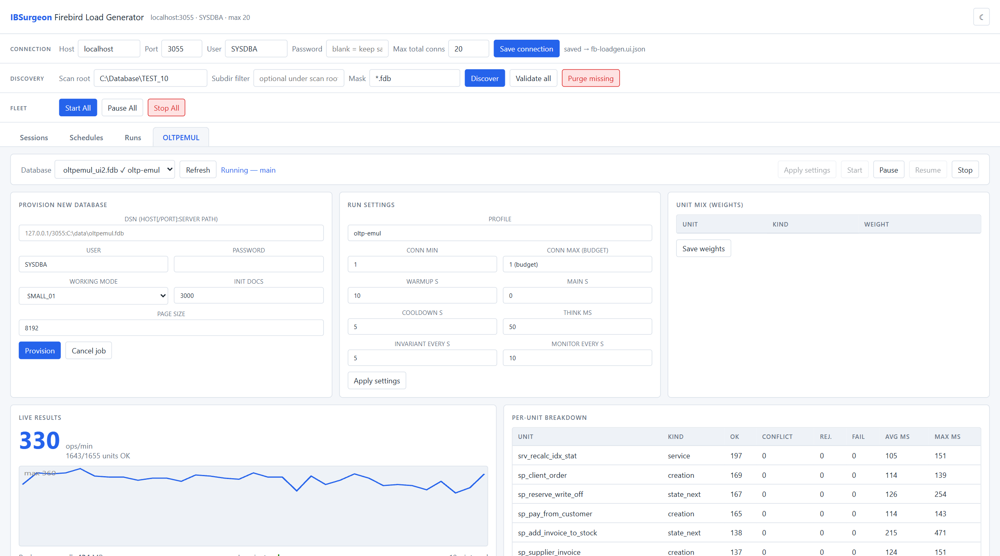 IBSurgeon Firebird Load Generator localhost:3055 · SYSDBA · max 20
CONNECTION Host localhost Port 3055 User SYSDBA Password blank = keep sa Max total conns 20 Save connection saved → fb-loadgen.ui.json
DISCOVERY Scan root C:\Database\TEST_10 Subdir filter optional under scan roo Mask *.fdb Discover Validate all Purge missing
FLEET Start All Pause All Stop All
Sessions Schedules Runs OLTPEMUL
Database oltpemul_ui2.fdb ✓ oltp-emul Refresh Running — main Apply settings Start Pause Resume Stop
PROVISION NEW DATABASE
DSN (HOST[/PORT]:SERVER PATH)
127.0.0.1/3055:C:\data\oltpemul.fdb
USER PASSWORD
SYSDBA
WORKING MODE INIT DOCS
SMALL_01 3000
PAGE SIZE
8192
Provision Cancel job
RUN SETTINGS
PROFILE
oltp-emul
CONN MIN CONN MAX (BUDGET)
1 1 (budget)
WARMUP S MAIN S
10 0
COOLDOWN S THINK MS
5 50
INVARIANT EVERY S MONITOR EVERY S
5 10
Apply settings
UNIT MIX (WEIGHTS)
UNIT KIND WEIGHT
Save weights
LIVE RESULTS
330 ops/min
1643/1655 units OK
max 360
PER-UNIT BREAKDOWN
UNIT KIND OK CONFLICT REJ. FAIL AVG MS MAX MS
srv_recalc_idx_stat service 197 0 0 0 105 151
sp_client_order creation 169 0 0 0 114 139
sp_reserve_write_off state_next 167 0 0 0 126 254
sp_pay_from_customer creation 165 0 0 0 114 143
sp_add_invoice_to_stock state_next 138 0 0 0 215 471
sp_supplier_invoice creation 137 0 0 0 124 151